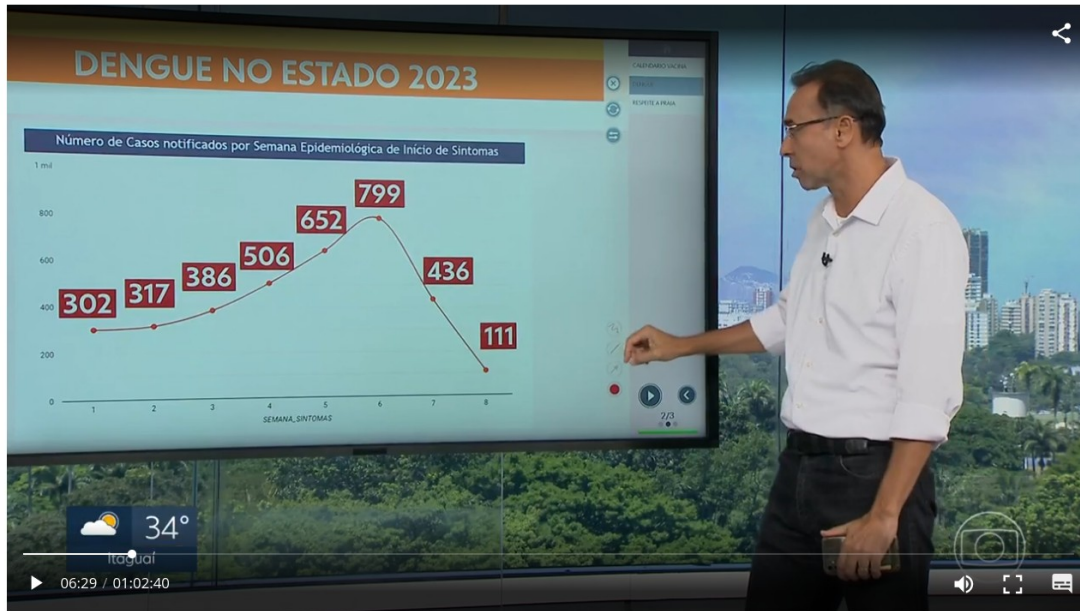 DENGUE NO ESTADO 2023
CALENDÁRIO VACINA
RESPEITE A PRAIA
Número de Casos notificados por Semana Epidemiológica de Início de Sintomas
1 mil
800
600
400
200
0
302
317
386
506
652
799
436
111
1 2 3 4 5 6 7 8
SEMANA_SINTOMAS
2/3
34°
Itaguaí
06:29 / 01:02:40